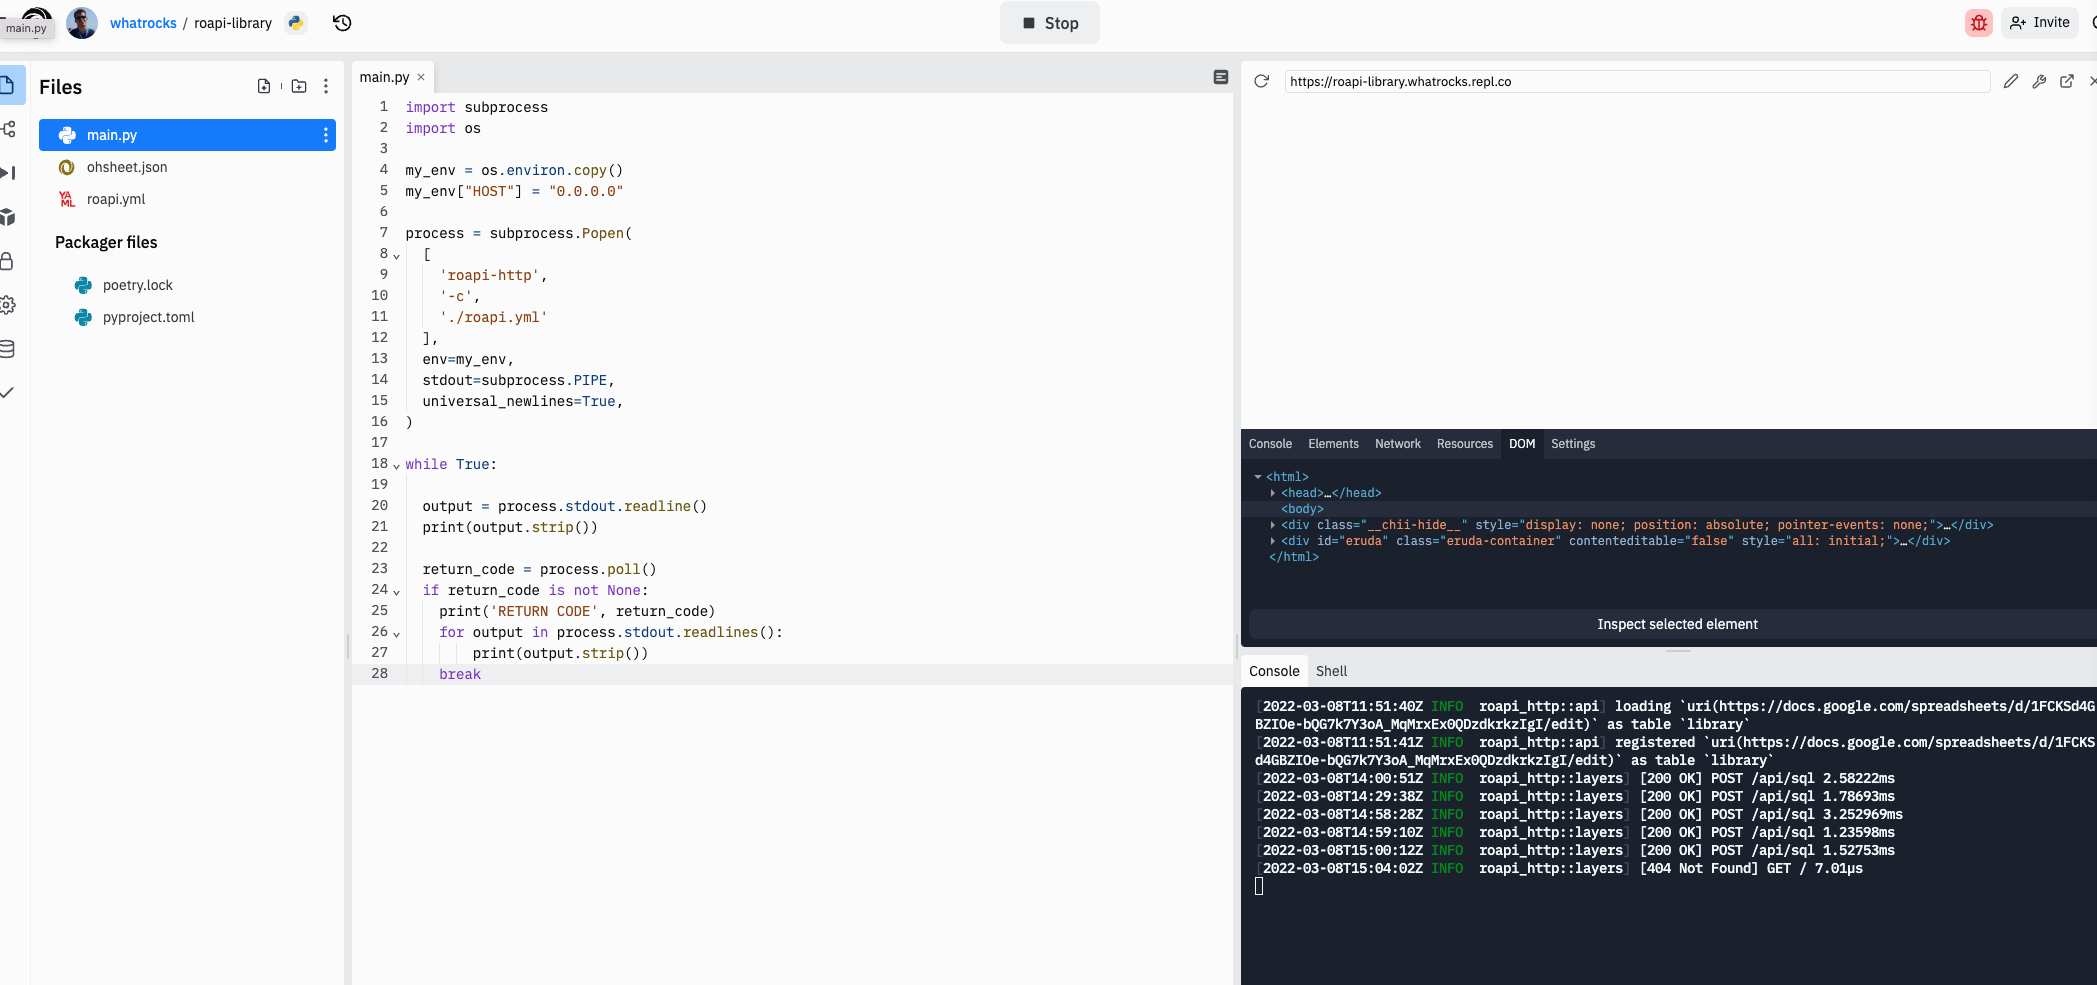 main.py
whatrocks / roapi-library
Stop
Invite
Files
main.py
ohsheet.json
YAML
roapi.yml
Packager files
poetry.lock
pyproject.toml
main.py ×
1 import subprocess
2 import os
3
4 my_env = os.environ.copy()
5 my_env["HOST"] = "0.0.0.0"
6
7 process = subprocess.Popen(
8 [
9 'roapi-http',
10 '-c',
11 './roapi.yml'
12 ],
13 env=my_env,
14 stdout=subprocess.PIPE,
15 universal_newlines=True,
16 )
17
18 while True:
19
20 output = process.stdout.readline()
21 print(output.strip())
22
23 return_code = process.poll()
24 if return_code is not None:
25 print('RETURN CODE', return_code)
26 for output in process.stdout.readlines():
27 print(output.strip())
28 break
https://roapi-library.whatrocks.repl.co
Console Elements Network Resources DOM Settings
<html>
<head>…</head>
<body>
<div class="__chii-hide__" style="display: none; position: absolute; pointer-events: none;">…</div>
<div id="eruda" class="eruda-container" contenteditable="false" style="all: initial;">…</div>
</html>
Inspect selected element
Console Shell
[2022-03-08T11:51:40Z INFO roapi_http::api] loading `uri(https://docs.google.com/spreadsheets/d/1FCKSd4G
BZIOe-bQG7k7Y3oA_MqMrxEx0QDzdkrkzIgI/edit)` as table `library`
[2022-03-08T11:51:41Z INFO roapi_http::api] registered `uri(https://docs.google.com/spreadsheets/d/1FCKS
d4GBZIOe-bQG7k7Y3oA_MqMrxEx0QDzdkrkzIgI/edit)` as table `library`
[2022-03-08T14:00:51Z INFO roapi_http::layers] [200 OK] POST /api/sql 2.58222ms
[2022-03-08T14:29:38Z INFO roapi_http::layers] [200 OK] POST /api/sql 1.78693ms
[2022-03-08T14:58:28Z INFO roapi_http::layers] [200 OK] POST /api/sql 3.252969ms
[2022-03-08T14:59:10Z INFO roapi_http::layers] [200 OK] POST /api/sql 1.23598ms
[2022-03-08T15:00:12Z INFO roapi_http::layers] [200 OK] POST /api/sql 1.52753ms
[2022-03-08T15:04:02Z INFO roapi_http::layers] [404 Not Found] GET / 7.01µs